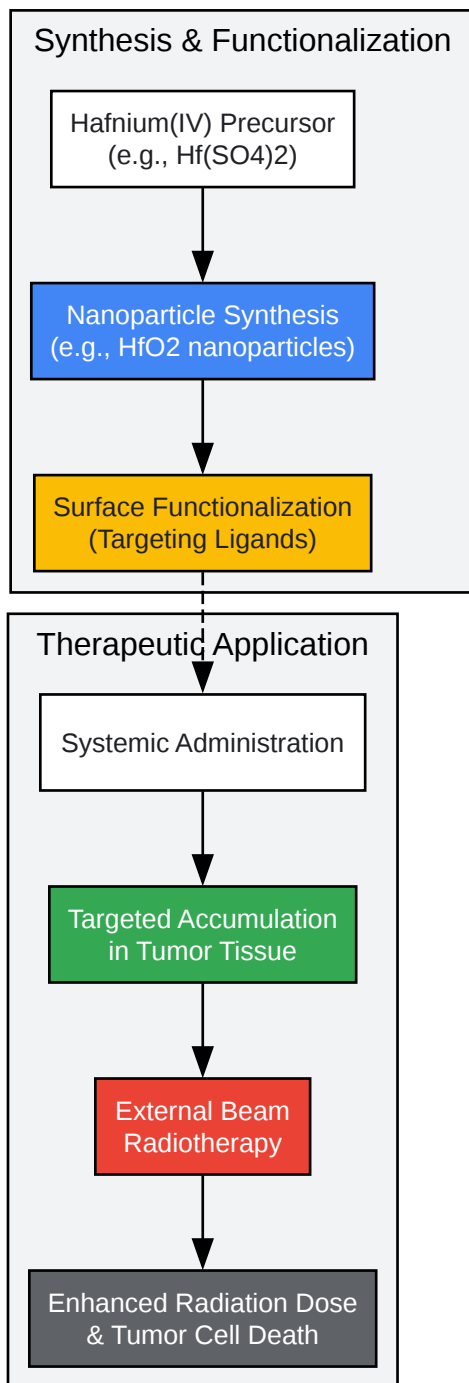 Synthesis & Functionalization
Hafnium(IV) Precursor
(e.g., Hf(SO4)2)
Nanoparticle Synthesis
(e.g., HfO2 nanoparticles)
Surface Functionalization
(Targeting Ligands)
Therapeutic Application
Systemic Administration
Targeted Accumulation
in Tumor Tissue
External Beam
Radiotherapy
Enhanced Radiation Dose
& Tumor Cell Death